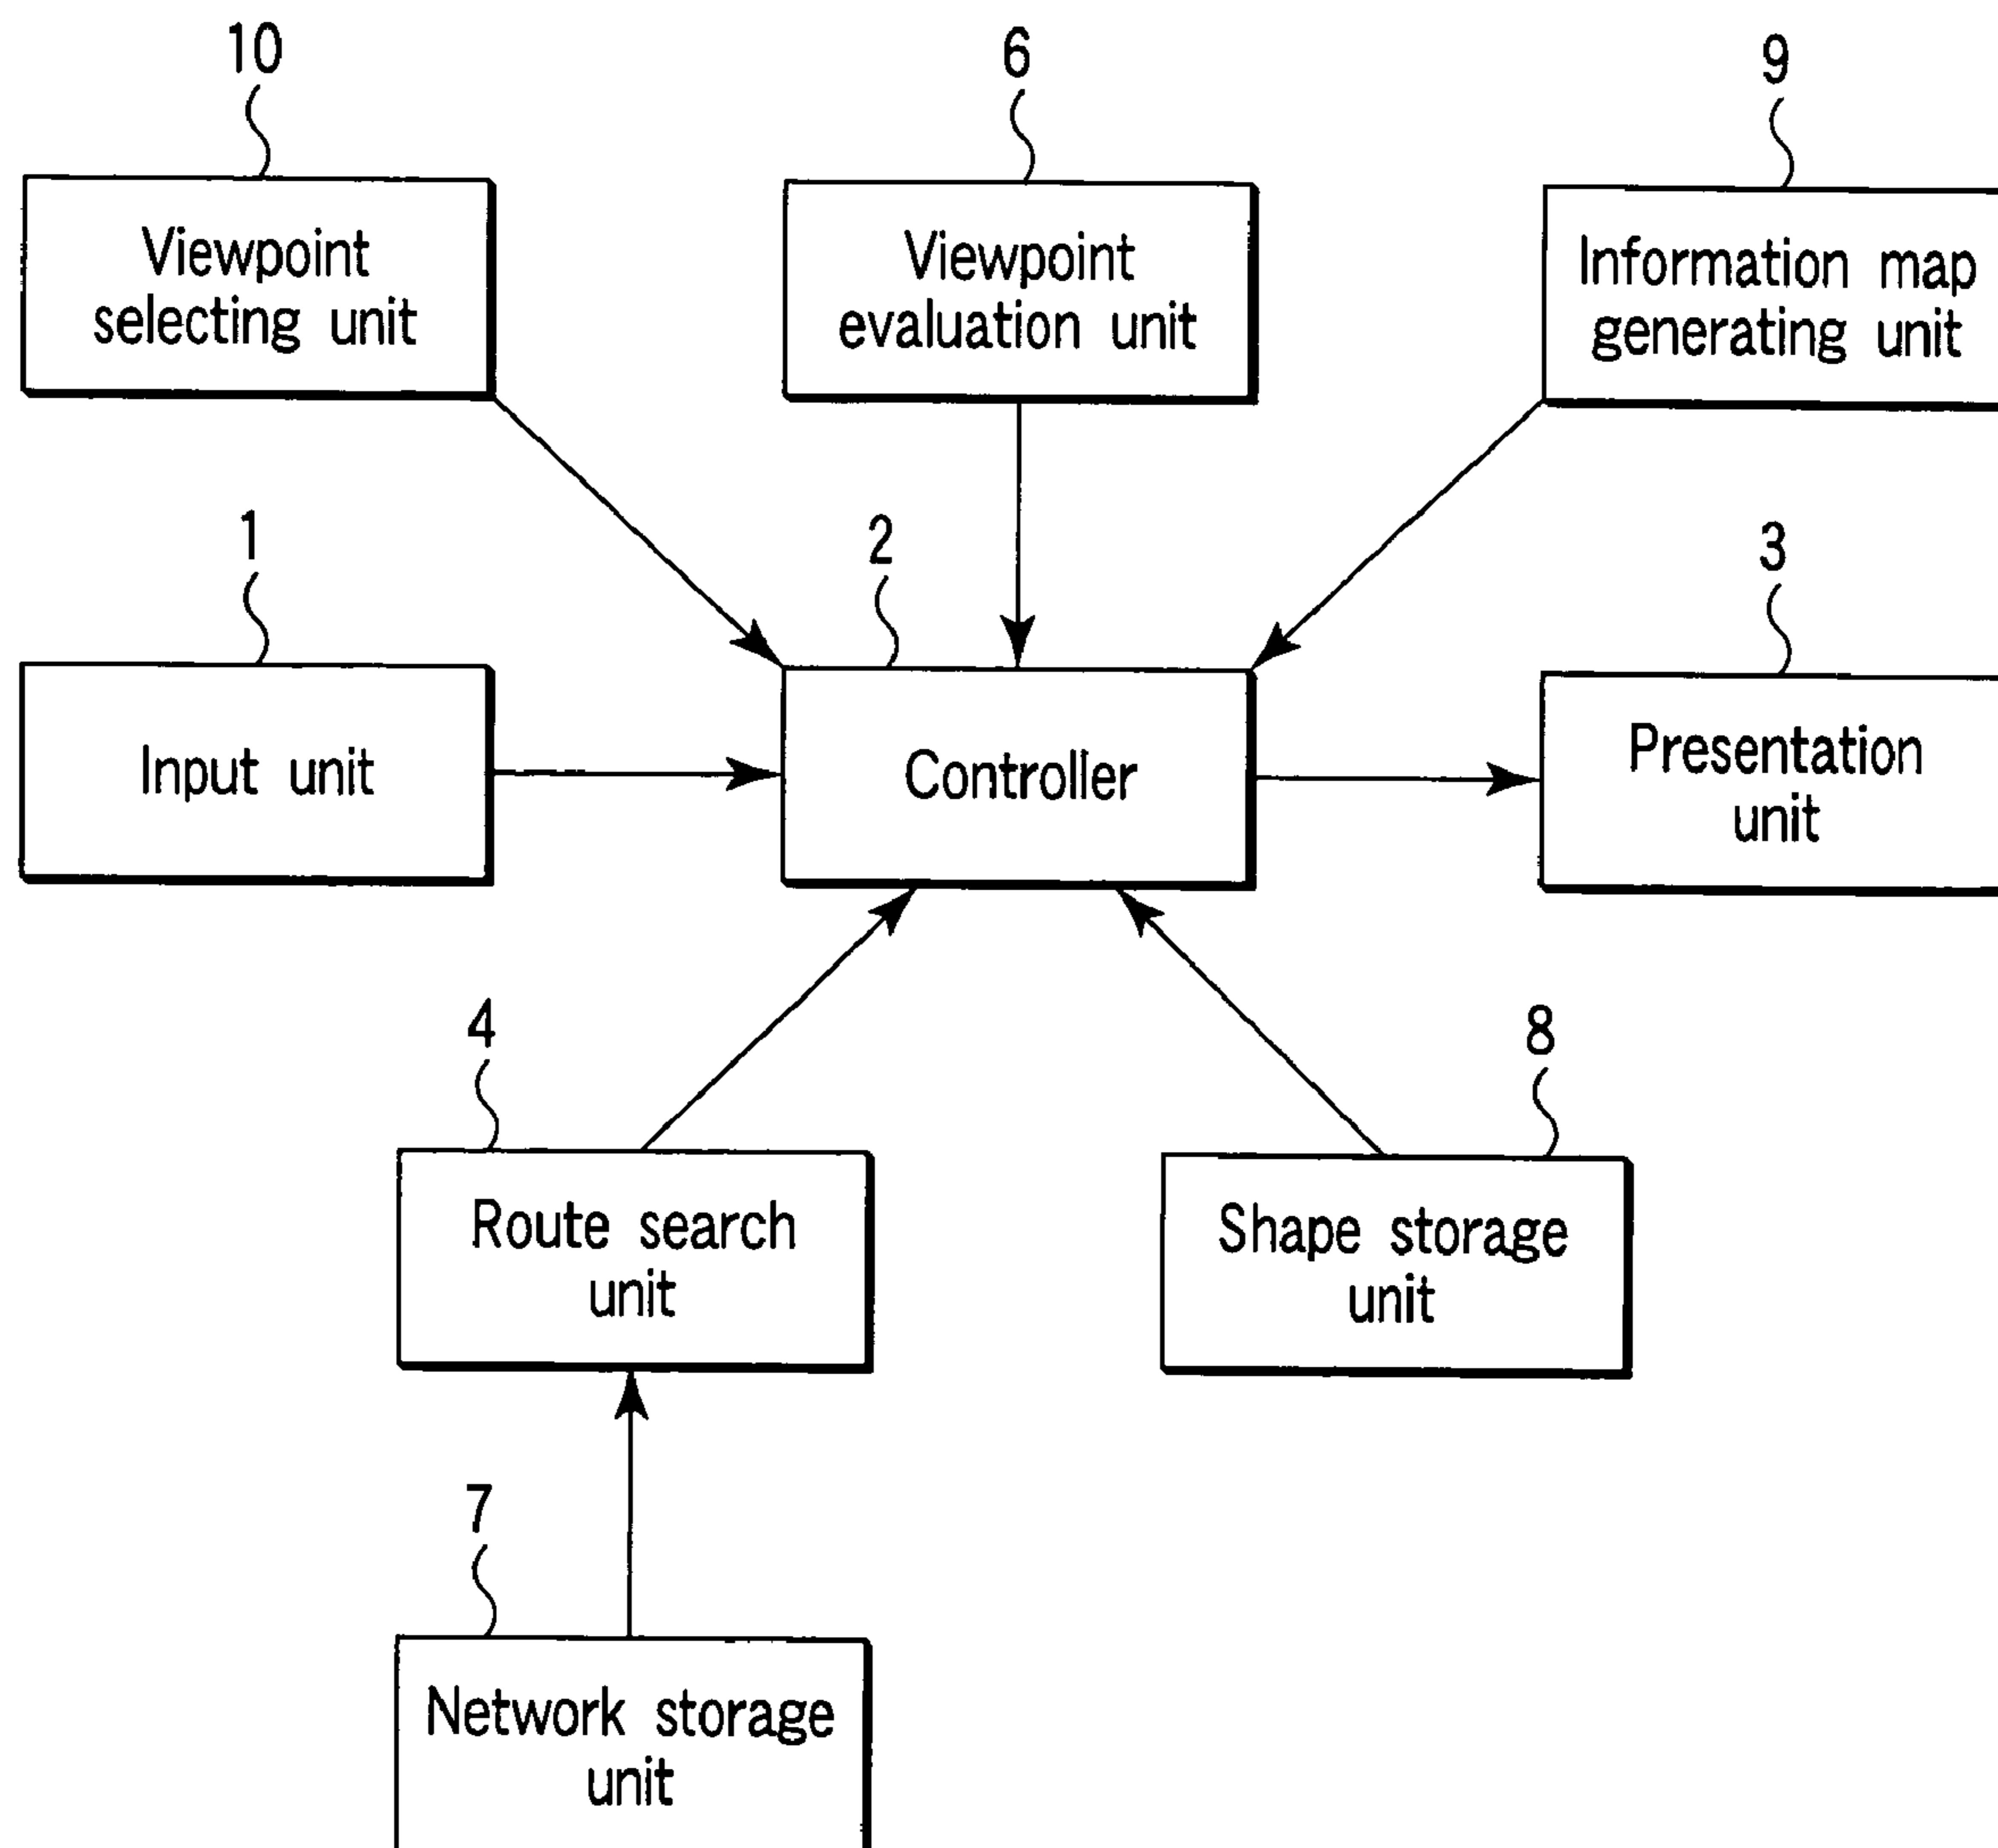 10
6
9
Viewpoint
selecting unit
Viewpoint
evaluation unit
Information map
generating unit
1
2
3
Input unit
Controller
Presentation
unit
4
8
Route search
unit
Shape storage
unit
7
Network storage
unit